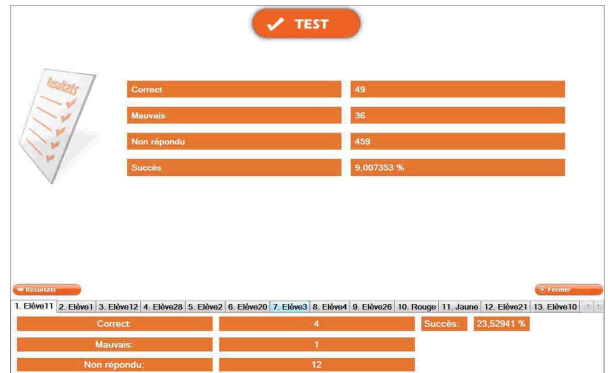 TEST
Resultats
Correct 49
Mauvais 36
Non répondu 459
Succès 9,007353 %
Resultats Fermer
1. Elève11 2. Elève1 3. Elève12 4. Elève28 5. Elève2 6. Elève20 7. Elève3 8. Elève4 9. Elève26 10. Rouge 11. Jaune 12. Elève21 13. Elève10
Correct: 4 Succès: 23,52941 %
Mauvais: 1
Non répondu: 12